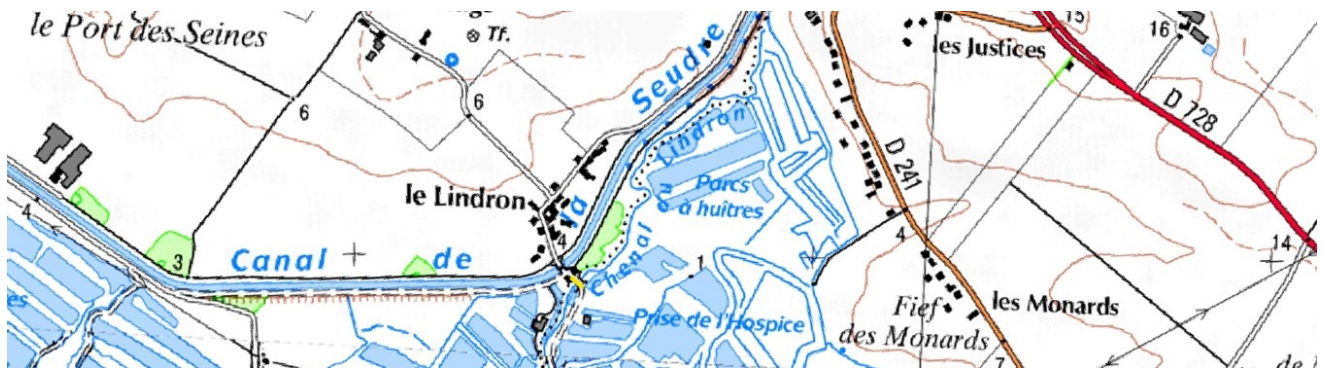 le Port des Seines
Tf.
6
6
15
16
les Justices
D 728
Seudre
la
Canal de
Lindron
du
Chenal
D 241
Parcs
à huîtres
le Lindron
4
4
3
4
1
14
Prise de l'Hospice
Fief
des Monards
les Monards
7
de